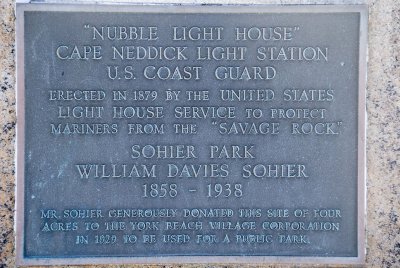 "NUBBLE LIGHT HOUSE"
CAPE NEDDICK LIGHT STATION
U.S. COAST GUARD
ERECTED IN 1879 BY THE UNITED STATES
LIGHT HOUSE SERVICE TO PROTECT
MARINERS FROM THE "SAVAGE ROCK."
SOHIER PARK
WILLIAM DAVIES SOHIER
1858 - 1938
MR. SOHIER GENEROUSLY DONATED THIS SITE OF FOUR
ACRES TO THE YORK BEACH VILLAGE CORPORATION
IN 1929 TO BE USED FOR A PUBLIC PARK.